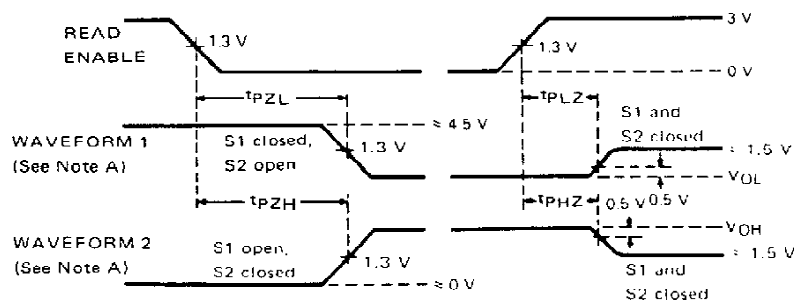 READ
ENABLE
1.3 V
1.3 V
3 V
0 V
tPZL
tPLZ
WAVEFORM 1
(See Note A)
S1 closed,
S2 open
1.3 V
≈ 4.5 V
S1 and
S2 closed
≈ 1.5 V
VOL
0.5 V
tPZH
tPHZ
0.5 V
WAVEFORM 2
(See Note A)
S1 open,
S2 closed
1.3 V
≈ 0 V
VOH
≈ 1.5 V
S1 and
S2 closed